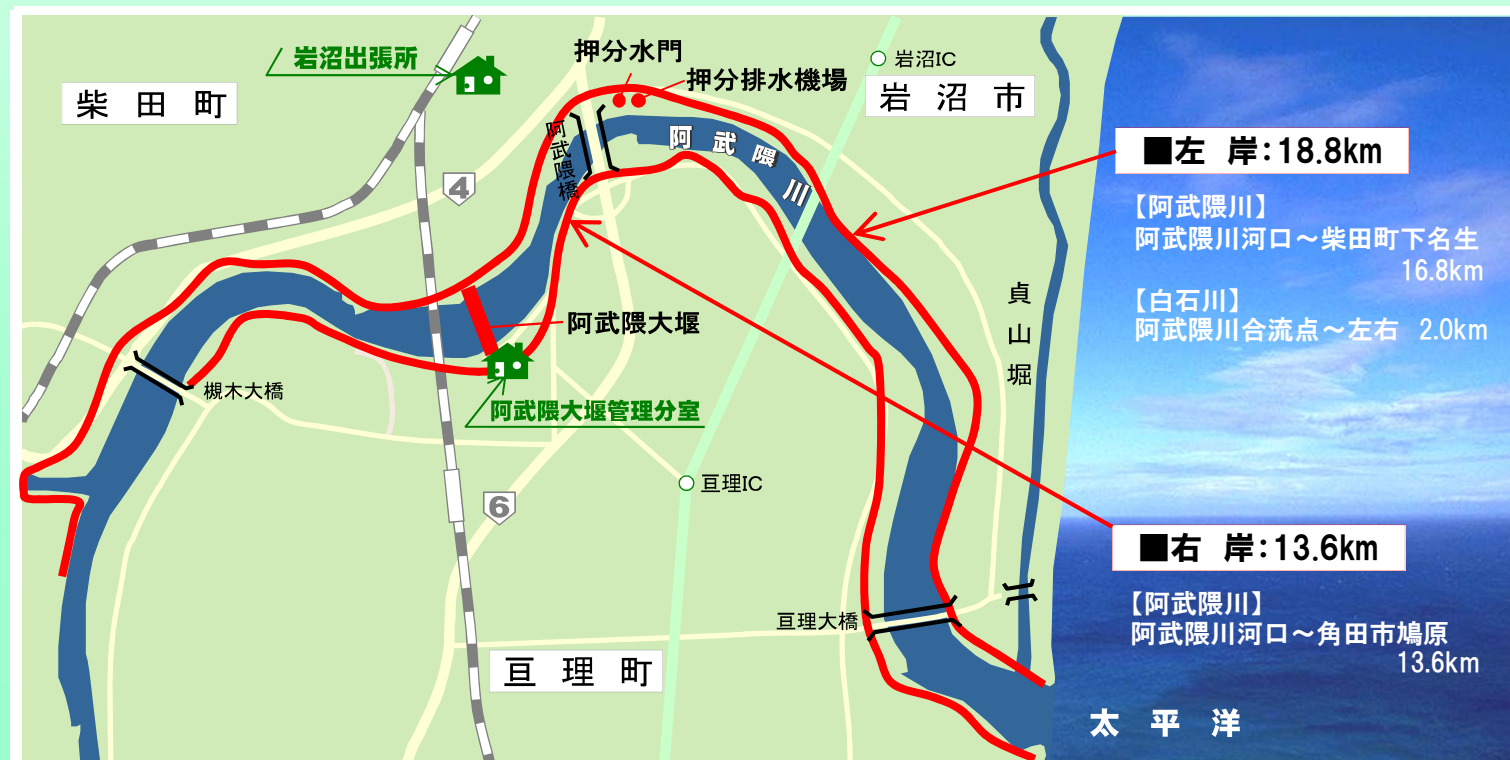 岩沼出張所
柴 田 町
押分水門
押分排水機場
岩沼IC
岩 沼 市
阿武隈橋
阿 武 隈 川
4
■左 岸：18.8km
【阿武隈川】
阿武隈川河口～柴田町下名生
16.8km
【白石川】
阿武隈川合流点～左右 2.0km
貞山堀
阿武隈大堰
槻木大橋
阿武隈大堰管理分室
亘理IC
6
■右 岸：13.6km
【阿武隈川】
阿武隈川河口～角田市鳩原
13.6km
亘理大橋
亘 理 町
太 平 洋